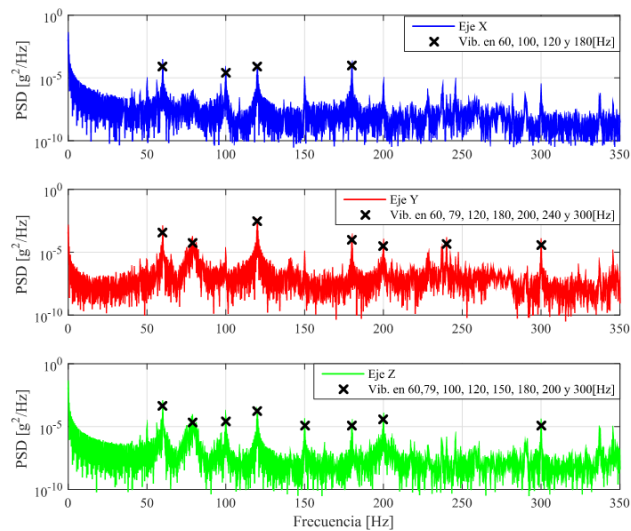 10^0
Eje X
Vib. en 60, 100, 120 y 180[Hz]
PSD [g^2/Hz]
10^-5
10^-10
0 50 100 150 200 250 300 350
10^0
Eje Y
Vib. en 60, 79, 120, 180, 200, 240 y 300[Hz]
PSD [g^2/Hz]
10^-5
10^-10
0 50 100 150 200 250 300 350
10^0
Eje Z
Vib. en 60,79, 100, 120, 150, 180, 200 y 300[Hz]
PSD [g^2/Hz]
10^-5
10^-10
0 50 100 150 200 250 300 350
Frecuencia [Hz]